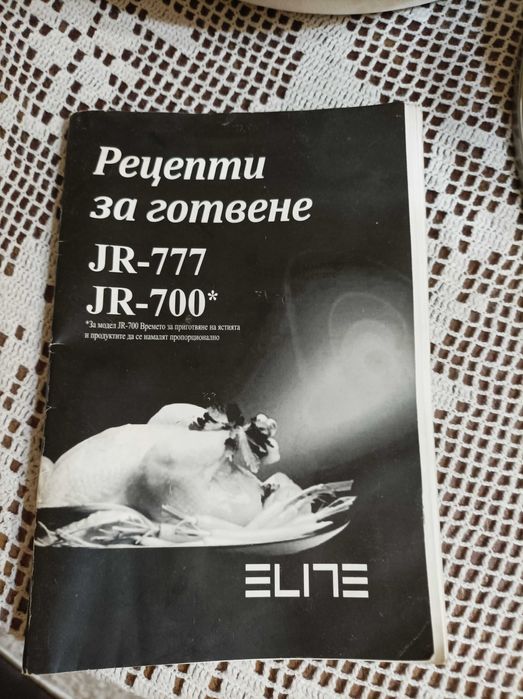 Рецепти
за готвене
JR-777
JR-700*
*За модел JR-700 Времето за приготвяне на ястията
и продуктите да се намалят пропорционално
ELITE